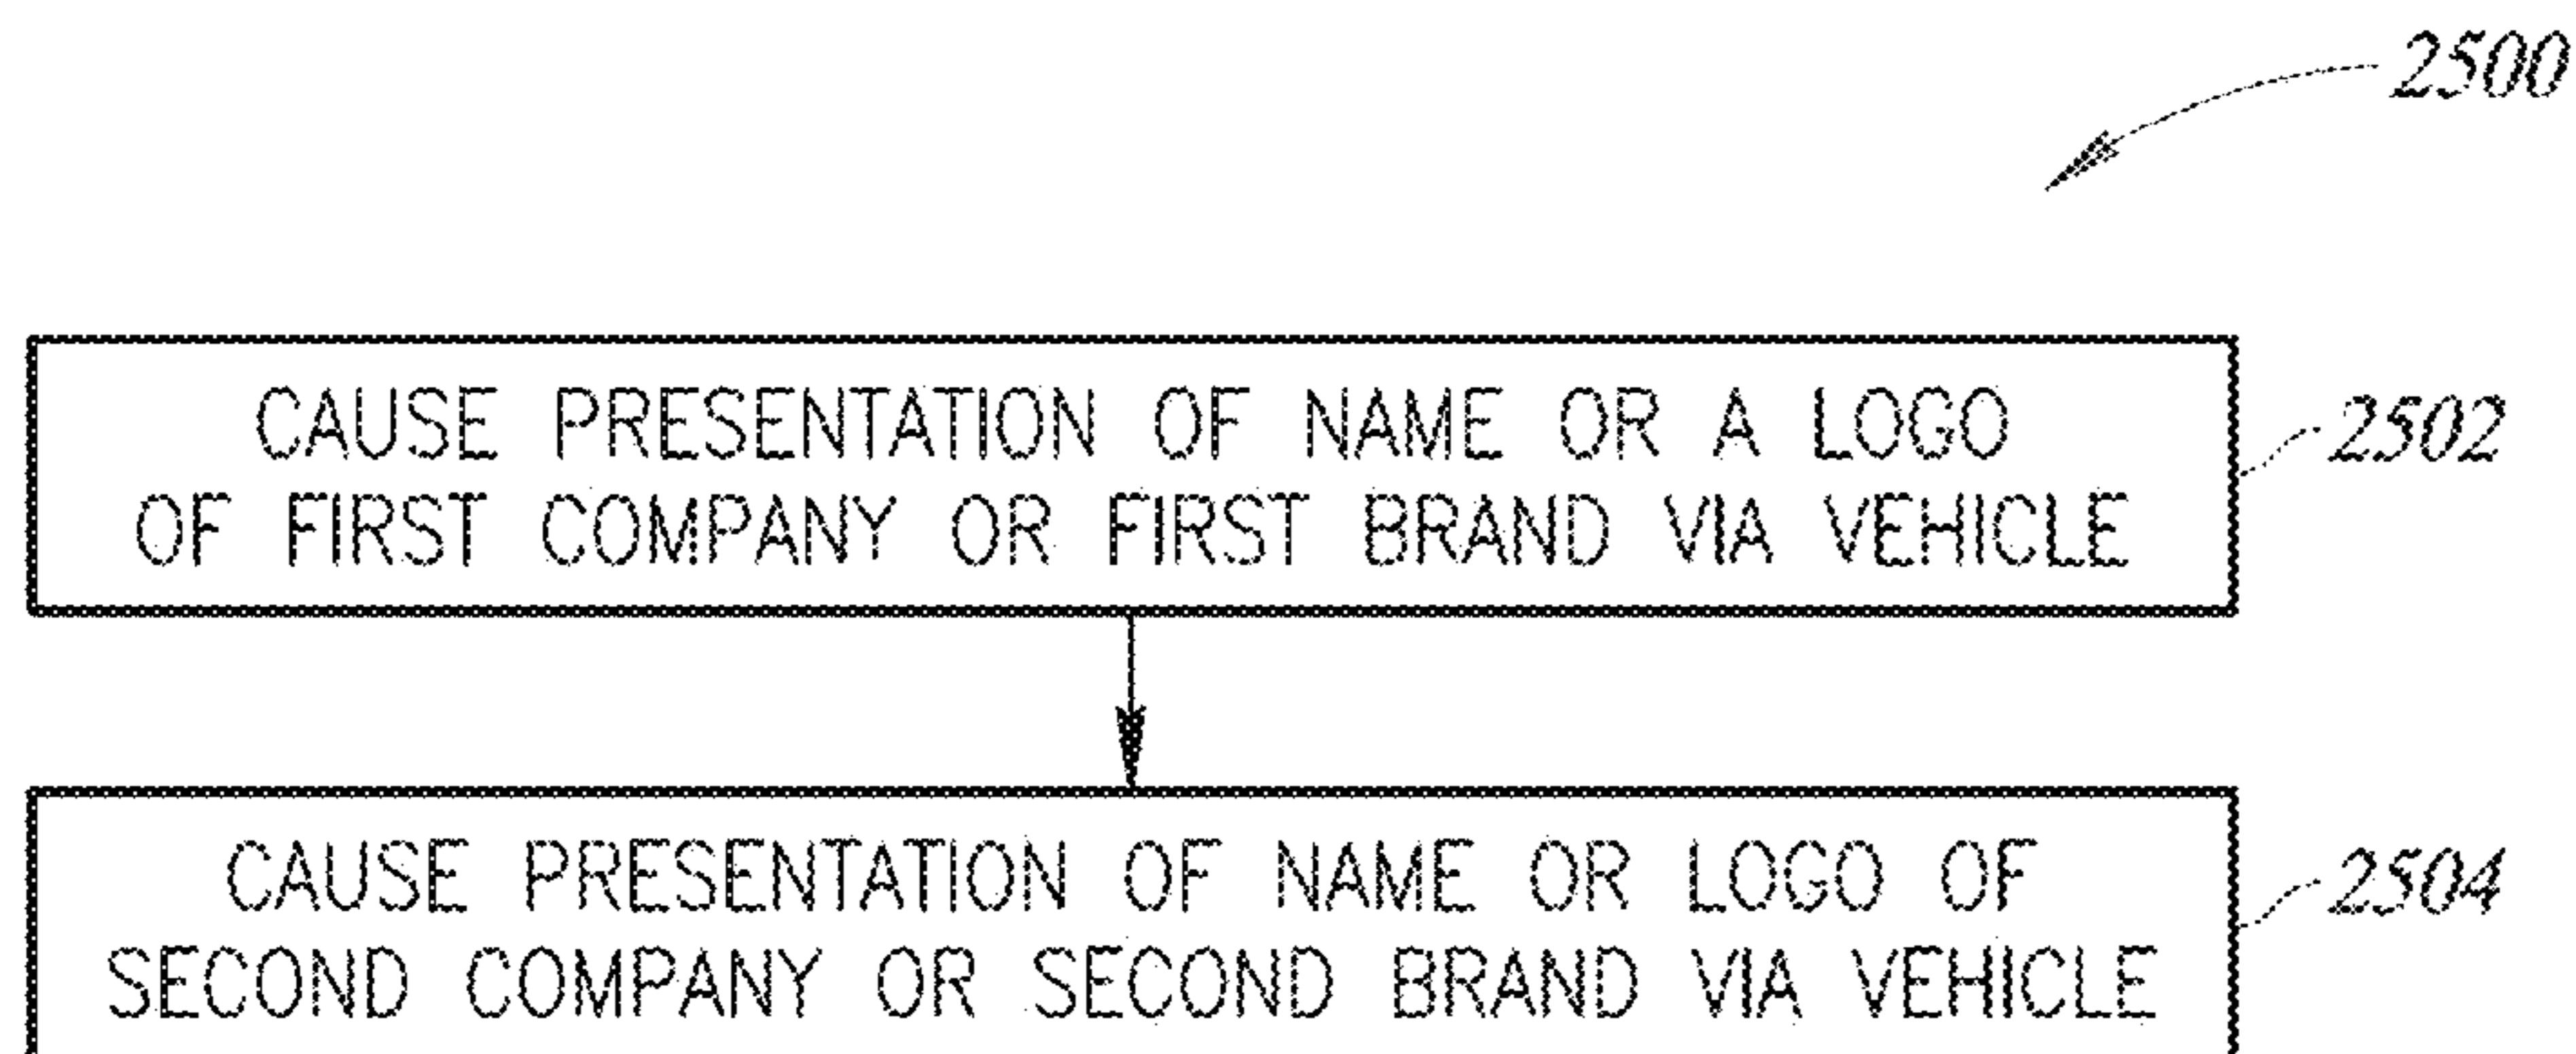 2500
CAUSE PRESENTATION OF NAME OR A LOGO
OF FIRST COMPANY OR FIRST BRAND VIA VEHICLE
2502
CAUSE PRESENTATION OF NAME OR LOGO OF
SECOND COMPANY OR SECOND BRAND VIA VEHICLE
2504